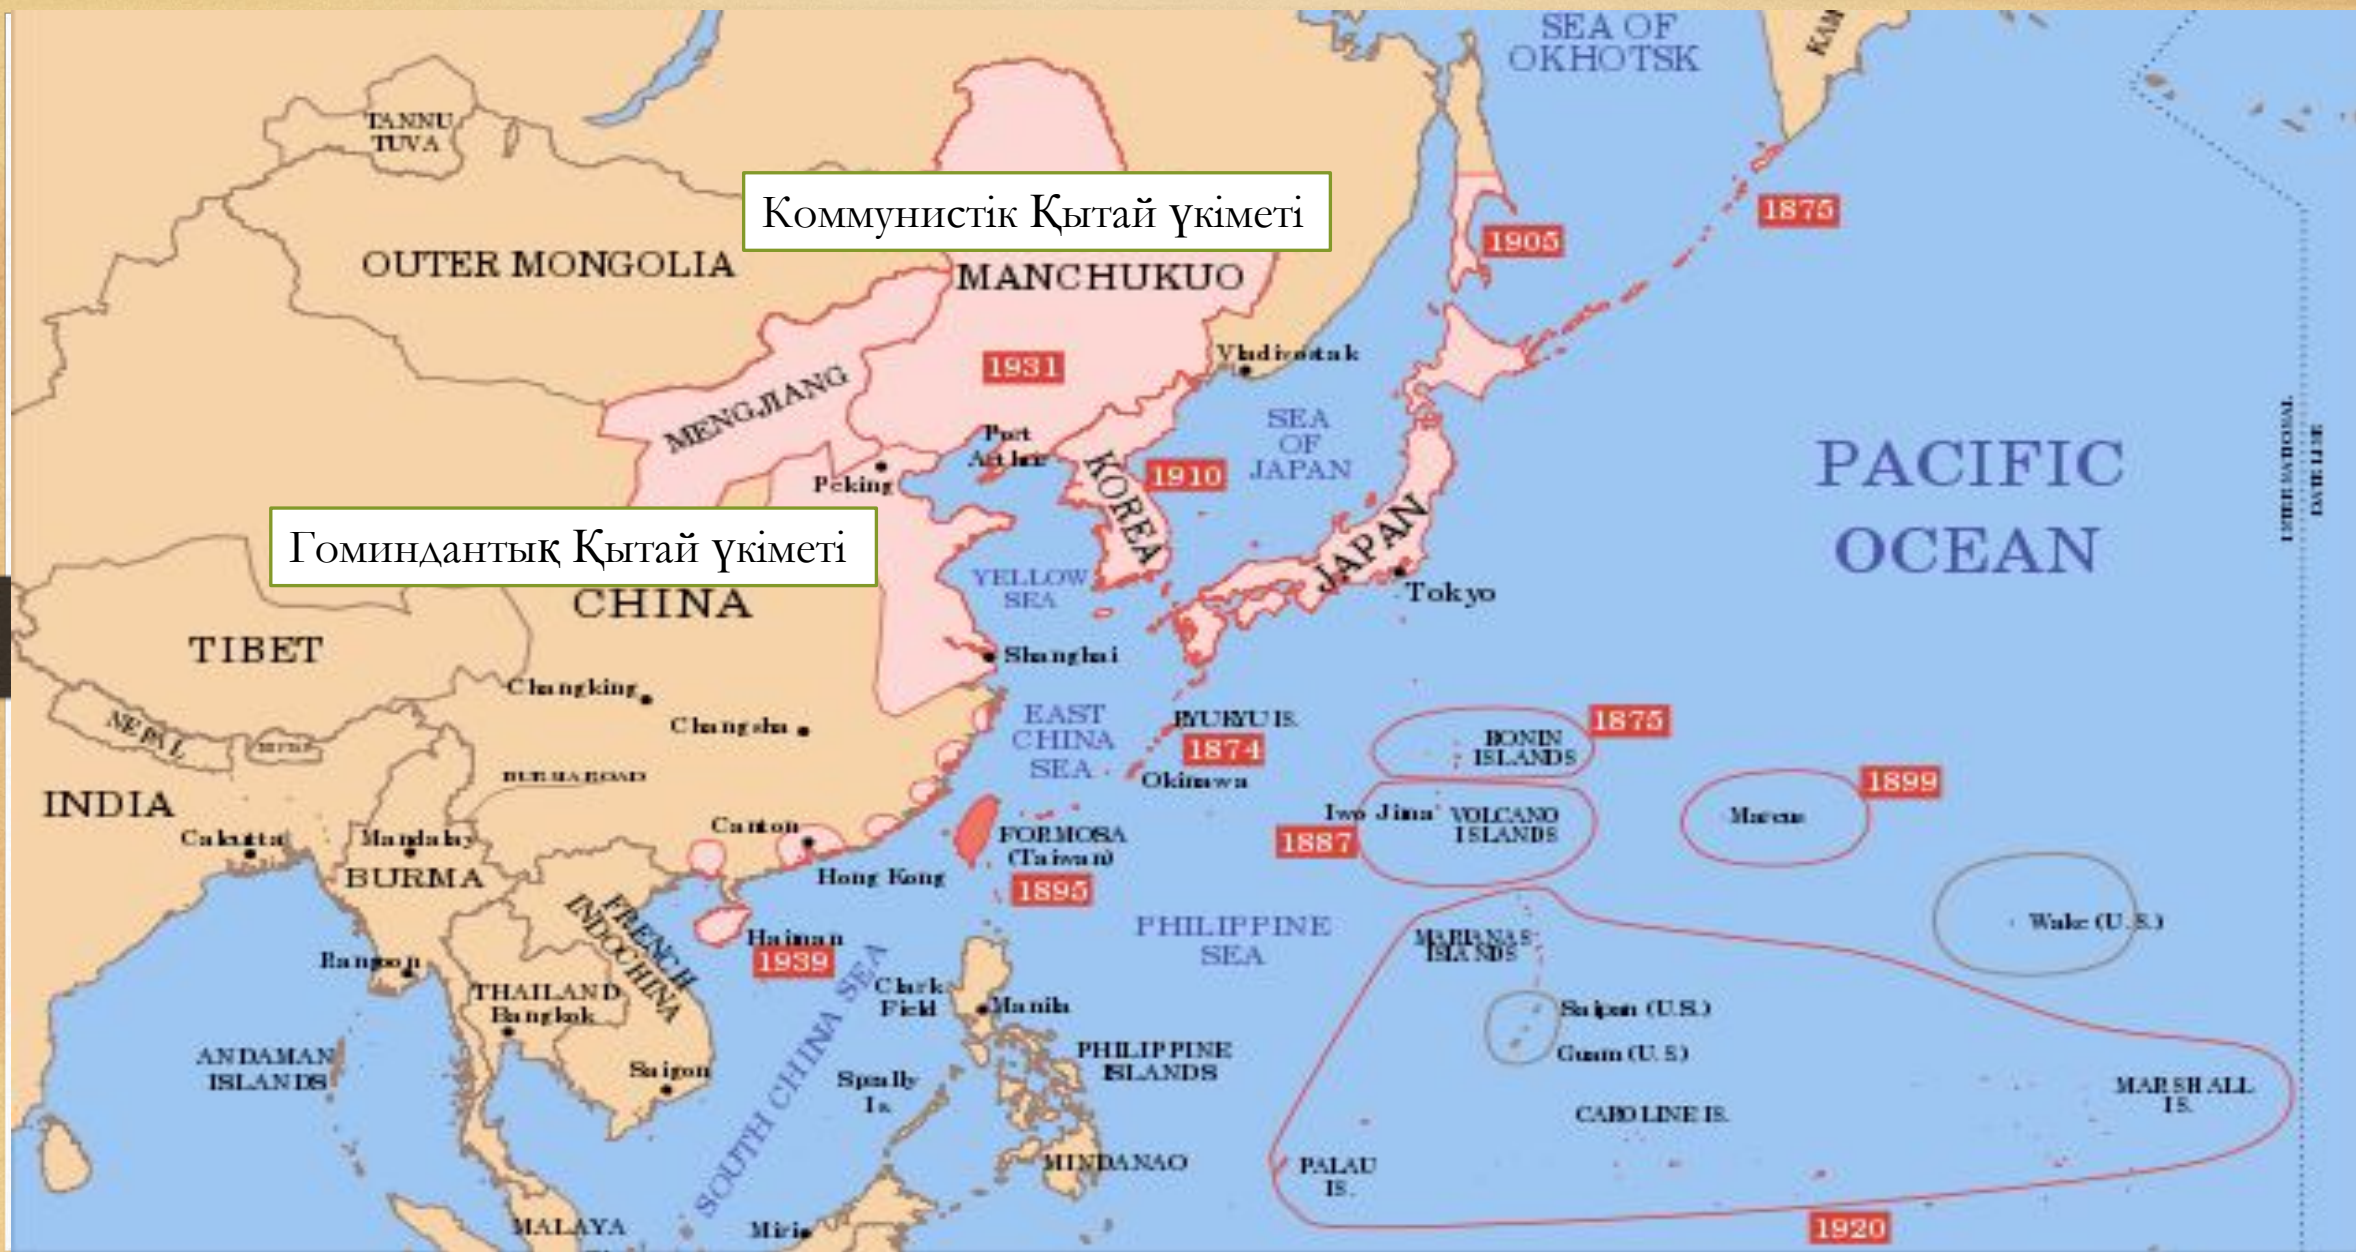 SEA OF
OKHOTSK
KAM
TANNU
TUVA
Коммунистік Қытай үкіметі
1875
1905
OUTER MONGOLIA
MANCHUKUO
Vladivostak
1931
MENGJIANG
SEA
OF
JAPAN
Port
Arthur
KOREA
1910
Peking
PACIFIC
OCEAN
INTERNATIONAL
DATE LINE
JAPAN
Гоминдантық Қытай үкіметі
CHINA
YELLOW
SEA
Tokyo
TIBET
Shanghai
Chungking
Changsha
NEPAL
EAST
CHINA
SEA
RYUKYU IS.
1874
Okinawa
BONIN
ISLANDS
1875
BURMA ROAD
INDIA
Calcutta
Mandalay
BURMA
Canton
Hong Kong
FORMOSA
(Taiwan)
1895
Iwo Jima
VOLCANO
ISLANDS
1887
Marcus
1899
FRENCH
INDOCHINA
Hainan
1939
PHILIPPINE
SEA
MARIANAS
ISLANDS
Wake (U.S.)
Rangoon
THAILAND
Bangkok
SOUTH CHINA SEA
Clark
Field
Manila
Saipan (U.S.)
Guam (U.S)
ANDAMAN
ISLANDS
Saigon
PHILIPPINE
ISLANDS
MARSHALL
IS.
CAROLINE IS.
MINDANAO
PALAU
IS.
MALAYA
Miri
1920